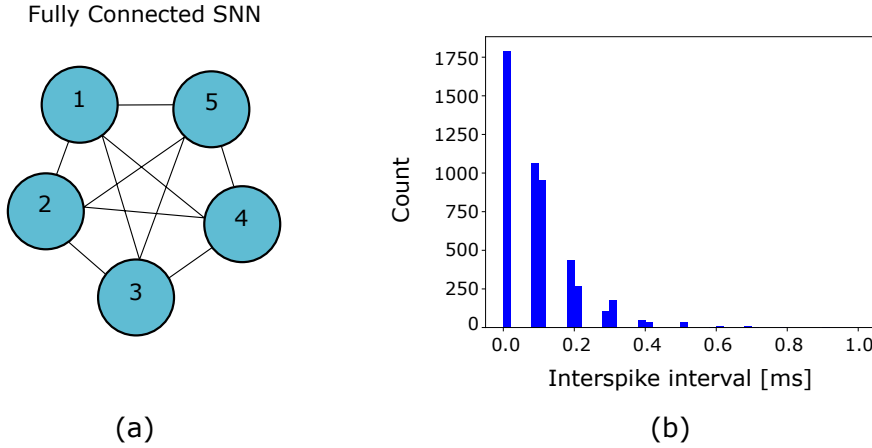 Fully Connected SNN
1
5
2
4
3
(a)
Count
1750
1500
1250
1000
750
500
250
0
0.0 0.2 0.4 0.6 0.8 1.0
Interspike interval [ms]
(b)